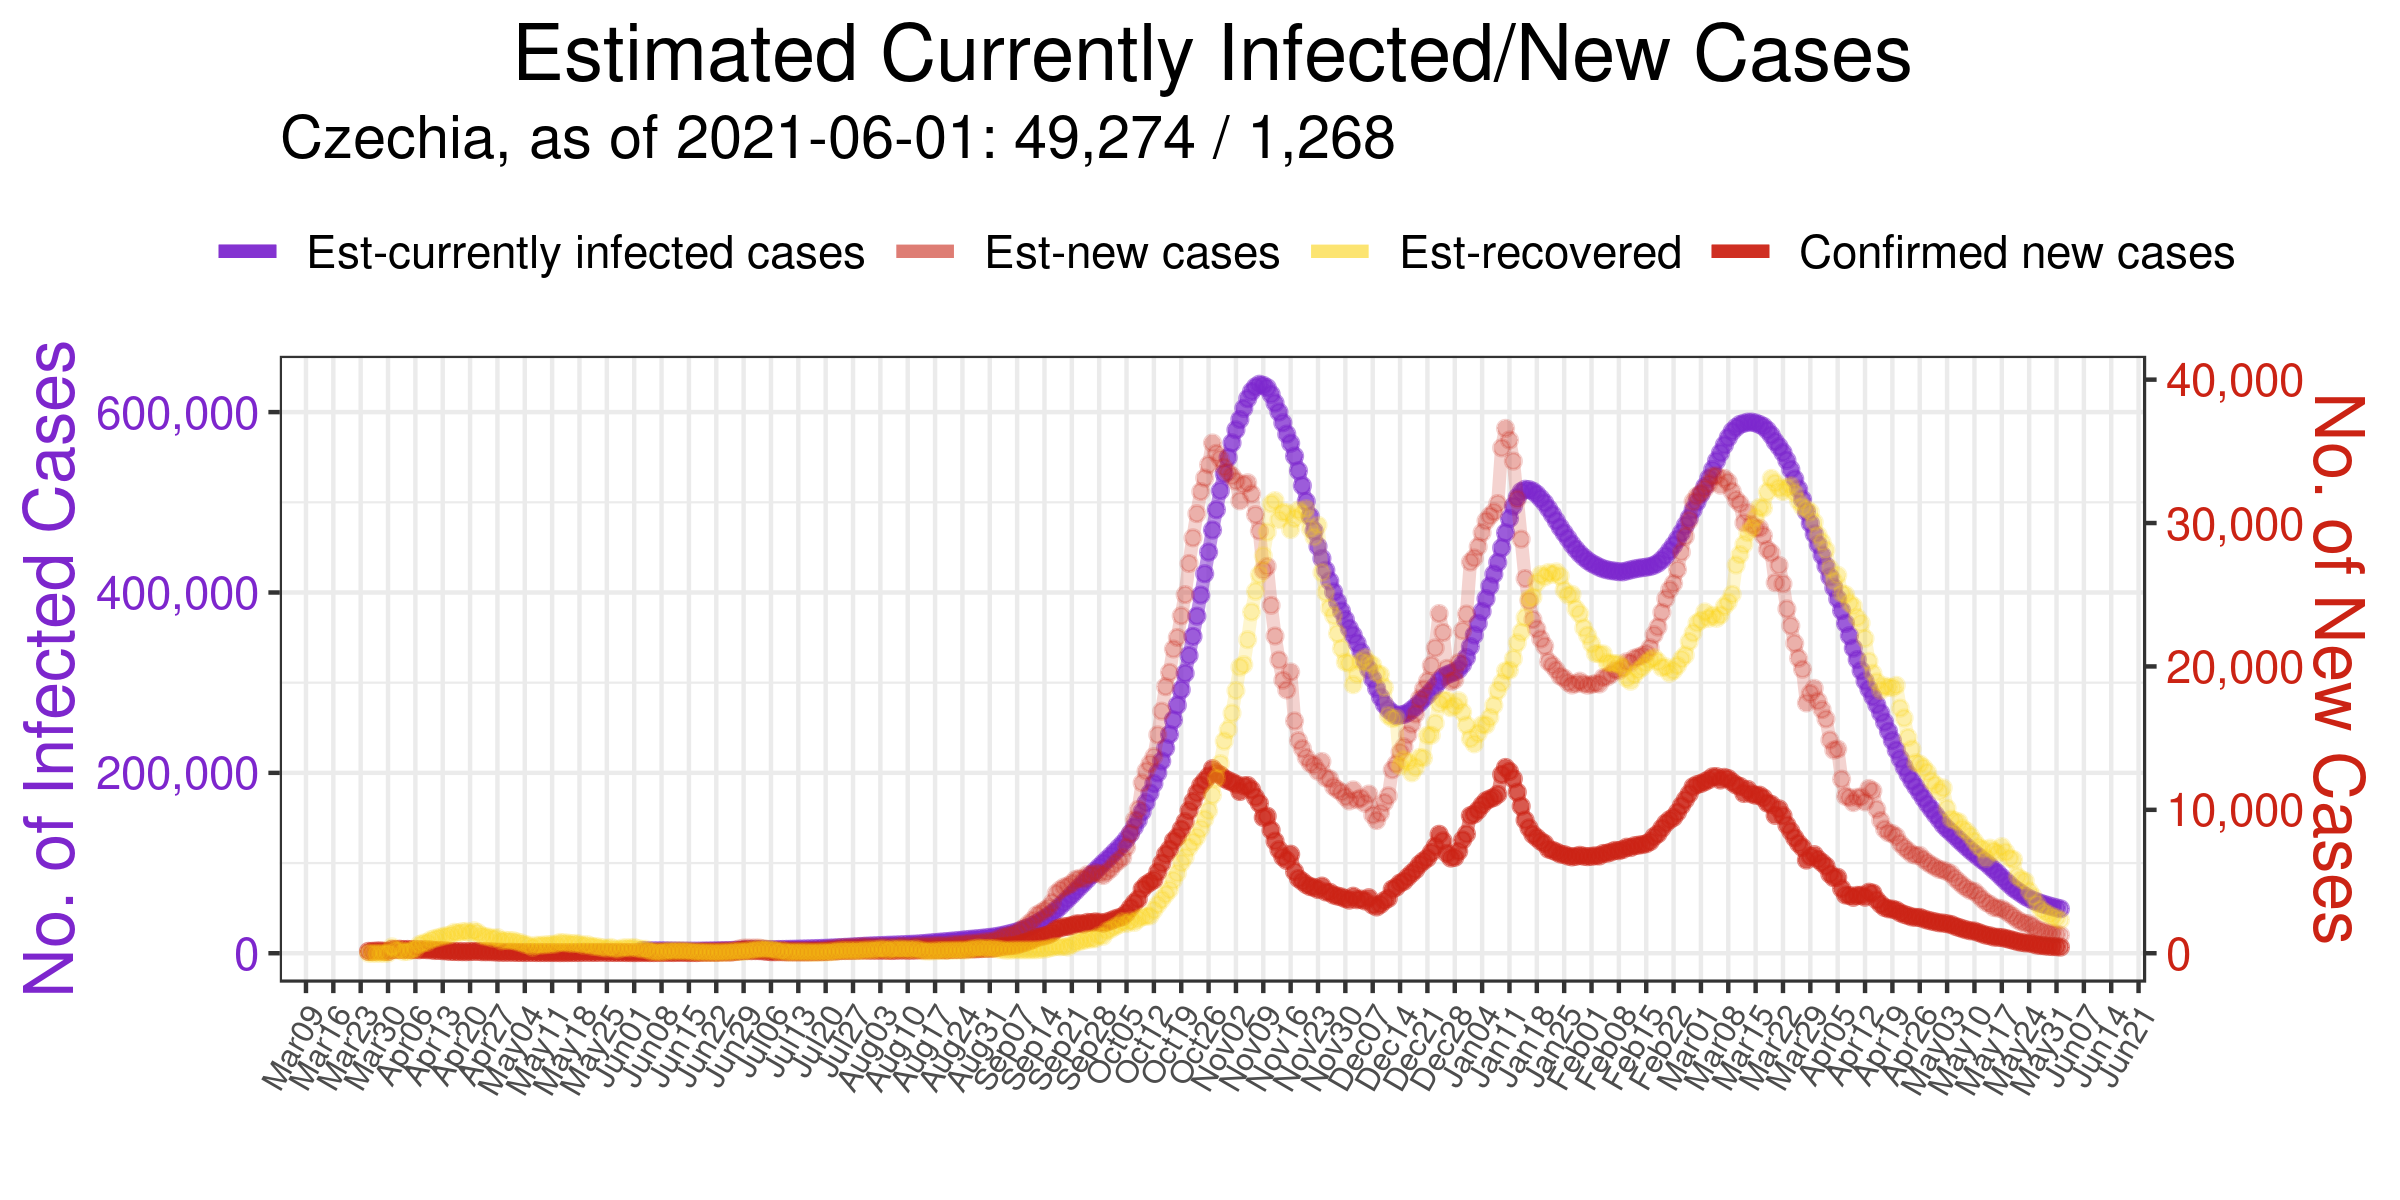 Estimated Currently Infected/New Cases
Czechia, as of 2021-06-01: 49,274 / 1,268
Est-currently infected cases Est-new cases Est-recovered Confirmed new cases
No. of Infected Cases
600,000
400,000
200,000
0
40,000
30,000
20,000
10,000
0
No. of New Cases
Mar09 Mar16 Mar23 Mar30 Apr06 Apr13 Apr20 Apr27 May04 May11 May18 May25 Jun01 Jun08 Jun15 Jun22 Jun29 Jul06 Jul13 Jul20 Jul27 Aug03 Aug10 Aug17 Aug24 Aug31 Sep07 Sep14 Sep21 Sep28 Oct05 Oct12 Oct19 Oct26 Nov02 Nov09 Nov16 Nov23 Nov30 Dec07 Dec14 Dec21 Dec28 Jan04 Jan11 Jan18 Jan25 Feb01 Feb08 Feb15 Feb22 Mar01 Mar08 Mar15 Mar22 Mar29 Apr05 Apr12 Apr19 Apr26 May03 May10 May17 May24 May31 Jun07 Jun14 Jun21